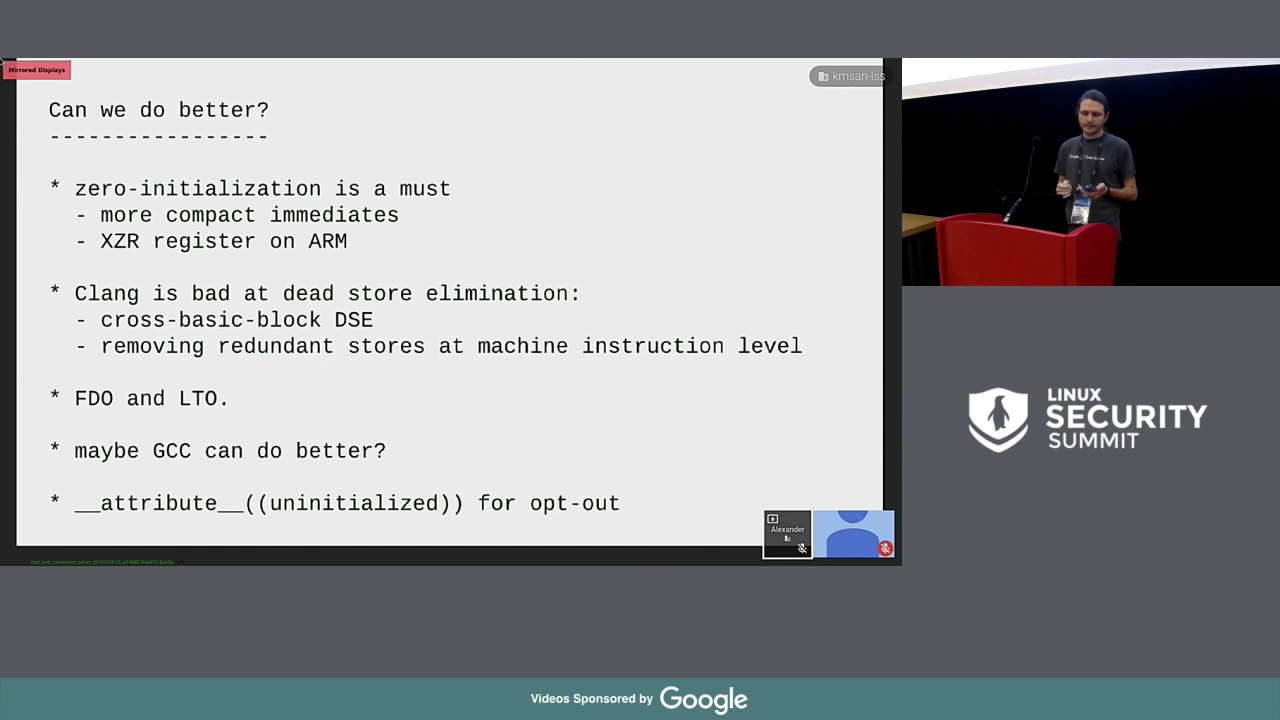 Mirrored Displays
kmsan-lss
Can we do better?
-----------------
* zero-initialization is a must
- more compact immediates
- XZR register on ARM
* Clang is bad at dead store elimination:
- cross-basic-block DSE
- removing redundant stores at machine instruction level
* FDO and LTO.
* maybe GCC can do better?
* __attribute__((uninitialized)) for opt-out
Alexander
LINUX
SECURITY
SUMMIT
Videos Sponsored by Google